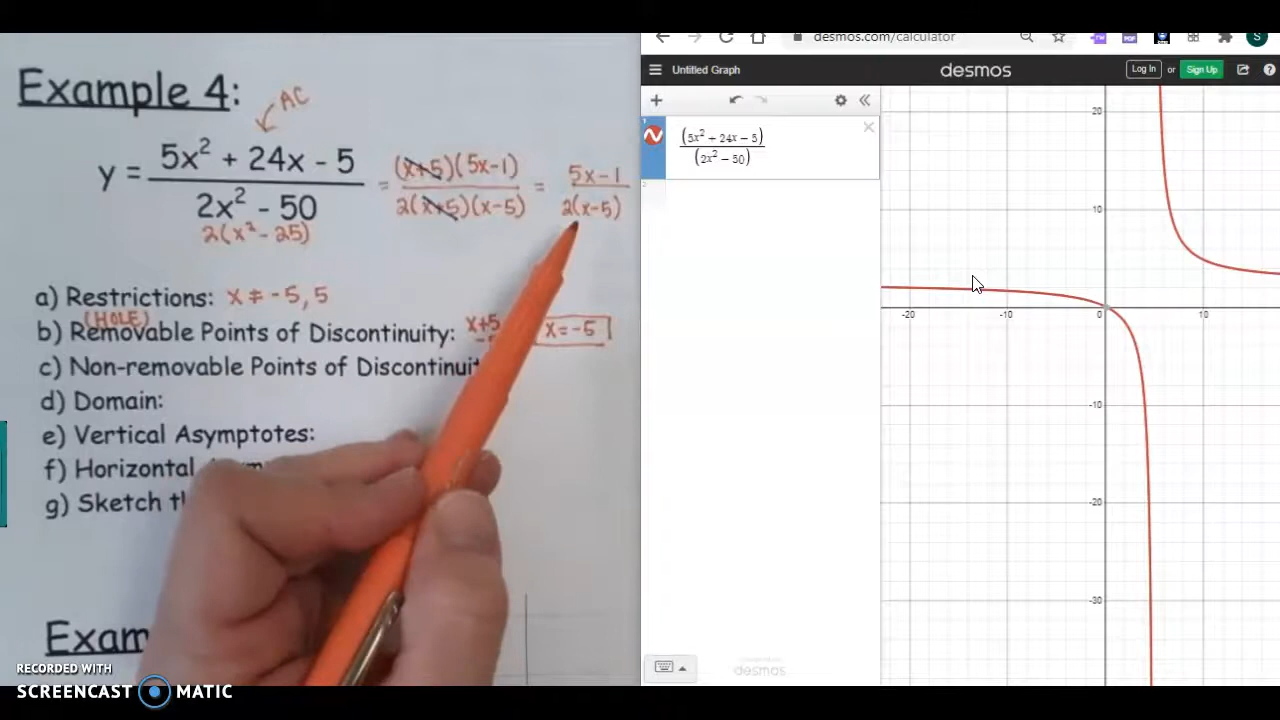 Example 4:
AC
y = 5x² + 24x - 5 / 2x² - 50 = (x+5)(5x-1) / 2(x+5)(x-5) = 5x-1 / 2(x-5)
2(x² - 25)
a) Restrictions: x ≠ -5, 5
(HOLE)
b) Removable Points of Discontinuity: x+5 x = -5
c) Non-removable Points of Discontinuit
d) Domain:
e) Vertical Asymptotes:
f) Horizontal
g) Sketch
Exam
RECORDED WITH
SCREENCAST MATIC
desmos.com/calculator
S
Untitled Graph
desmos
Log In or Sign Up
1
(5x² + 24x - 5) / (2x² - 50)
2
desmos
20
10
-20 -10 0 10
-10
-20
-30